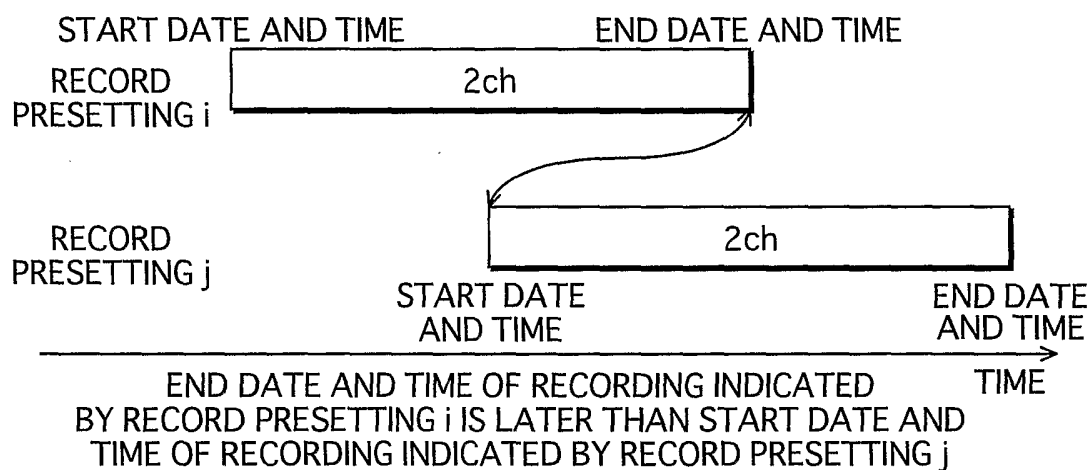 START DATE AND TIME
END DATE AND TIME
RECORD
PRESETTING i
2ch
RECORD
PRESETTING j
2ch
START DATE
AND TIME
END DATE
AND TIME
TIME
END DATE AND TIME OF RECORDING INDICATED
BY RECORD PRESETTING i IS LATER THAN START DATE AND
TIME OF RECORDING INDICATED BY RECORD PRESETTING j